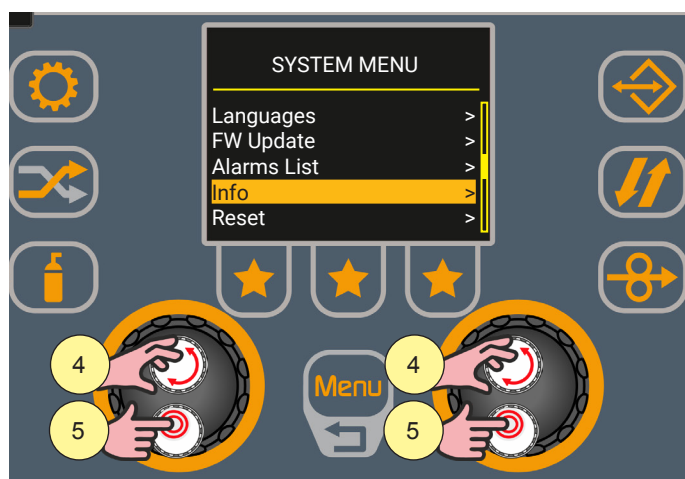 SYSTEM MENU
Languages >
FW Update >
Alarms List >
Info >
Reset >
4
4
Menu
5
5